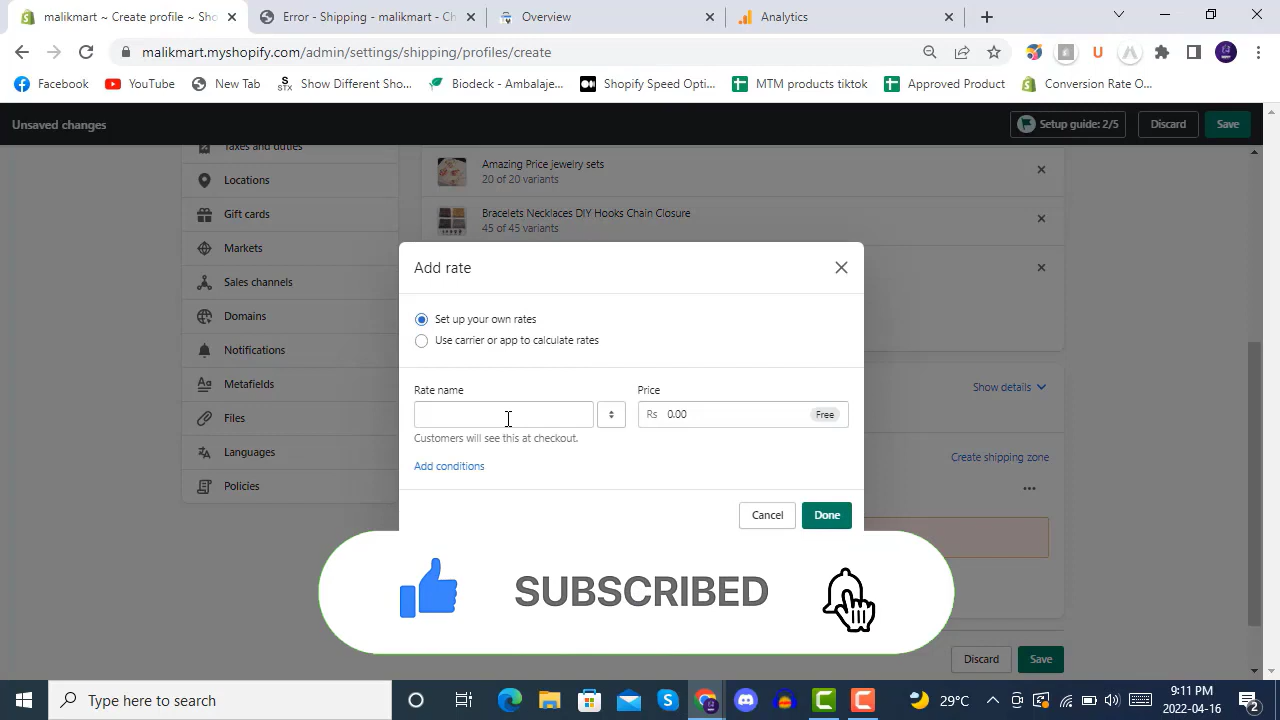 malikmart ~ Create profile ~ Sho
Error - Shipping - malikmart - Ch
Overview
Analytics
malikmart.myshopify.com/admin/settings/shipping/profiles/create
Facebook
YouTube
New Tab
STX
Show Different Sho...
Biodeck - Ambalaje...
Shopify Speed Opti...
MTM products tiktok
Approved Product
Conversion Rate O...
Unsaved changes
Setup guide: 2/5
Discard
Save
Taxes and duties
Locations
Gift cards
Markets
Sales channels
Domains
Notifications
Metafields
Files
Languages
Policies
Amazing Price Jewelry sets
20 of 20 variants
Bracelets Necklaces DIY Hooks Chain Closure
45 of 45 variants
Show details
Create shipping zone
Add rate
Set up your own rates
Use carrier or app to calculate rates
Rate name
Price
Rs 0.00 Free
Customers will see this at checkout.
Add conditions
Cancel
Done
SUBSCRIBED
Discard
Save
Type here to search
29°C
9:11 PM
2022-04-16
2